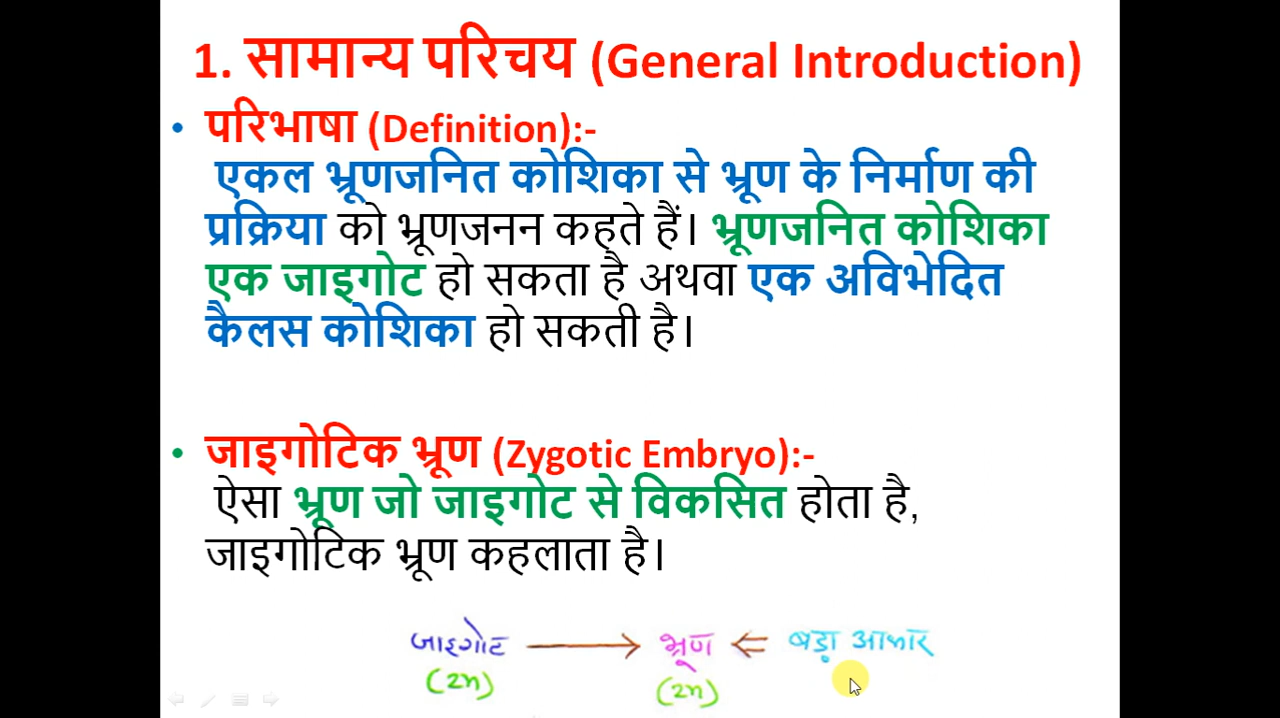 1. सामान्य परिचय (General Introduction)
• परिभाषा (Definition):-
एकल भ्रूणजनित कोशिका से भ्रूण के निर्माण की
प्रक्रिया को भ्रूणजनन कहते हैं। भ्रूणजनित कोशिका
एक जाइगोट हो सकता है अथवा एक अविभेदित
कैलस कोशिका हो सकती है।
• जाइगोटिक भ्रूण (Zygotic Embryo):-
ऐसा भ्रूण जो जाइगोट से विकसित होता है,
जाइगोटिक भ्रूण कहलाता है।
जाइगोट → भ्रूण ⇐ बड़ा आकार
(2n) (2n)